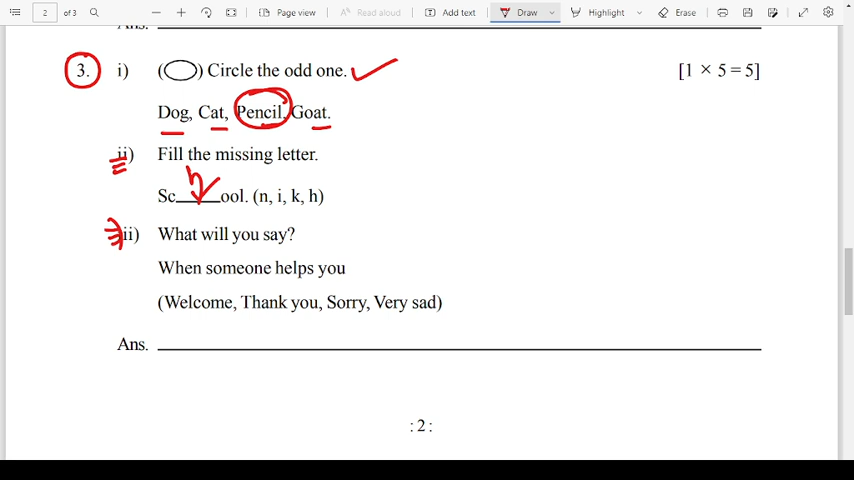 2 of 3 Page view Read aloud Add text Draw Highlight Erase
Ans.
3. i) ( ) Circle the odd one. [1 × 5 = 5]
Dog, Cat, Pencil, Goat.
ii) Fill the missing letter.
h
Sc____ool. (n, i, k, h)
iii) What will you say?
When someone helps you
(Welcome, Thank you, Sorry, Very sad)
Ans.
: 2 :